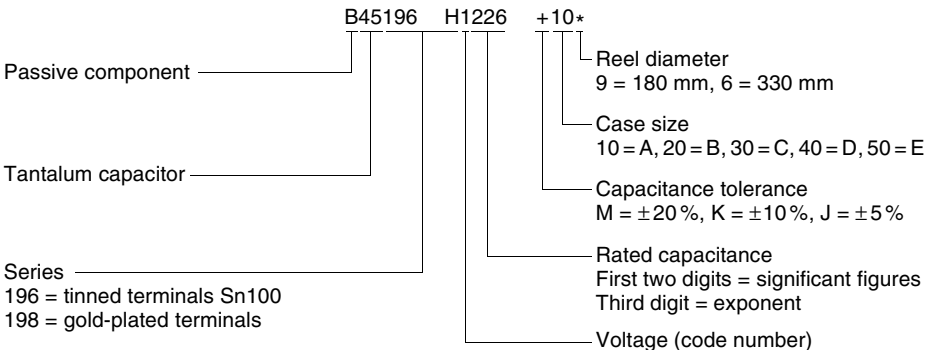 B45196 H1226 +10*
Passive component
Reel diameter
9 = 180 mm, 6 = 330 mm
Case size
10 = A, 20 = B, 30 = C, 40 = D, 50 = E
Tantalum capacitor
Capacitance tolerance
M = ±20 %, K = ±10 %, J = ±5 %
Series
196 = tinned terminals Sn100
198 = gold-plated terminals
Rated capacitance
First two digits = significant figures
Third digit = exponent
Voltage (code number)